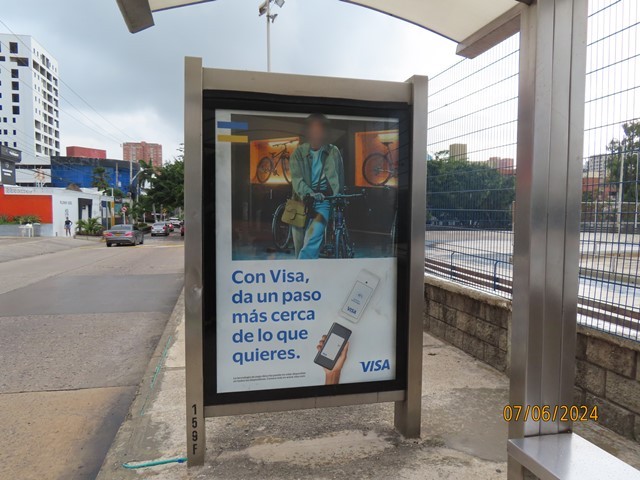 Con Visa,
da un paso
más cerca
de lo que
quieres.
VISA
VISA
159F
07/06/2024